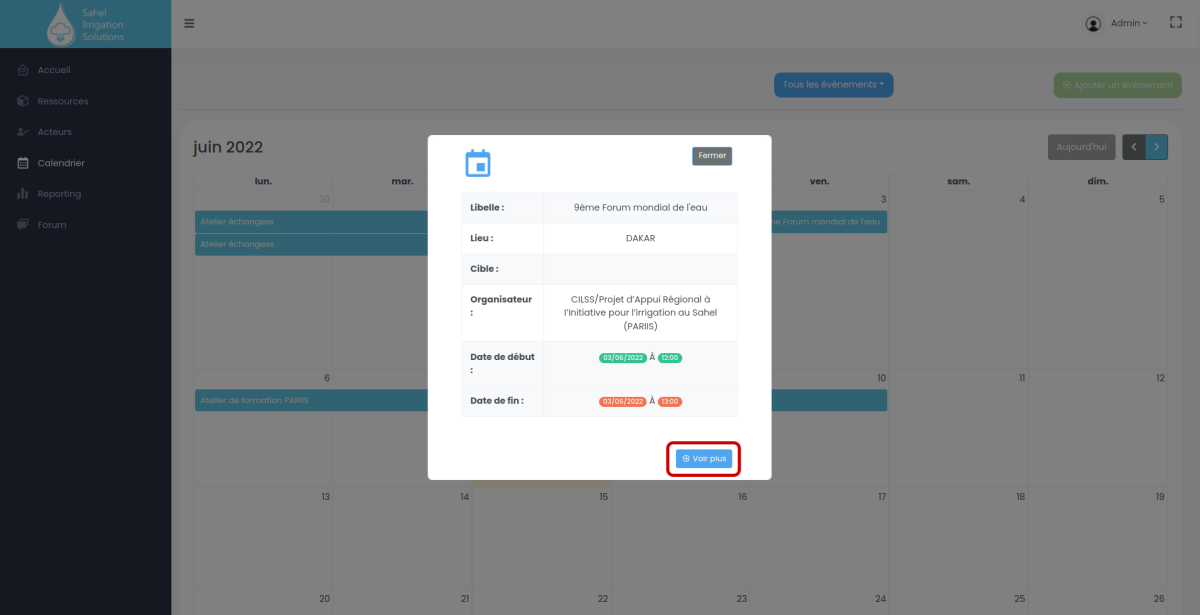 Sahel
Irrigation
Solutions
Admin
Accueil
Ressources
Acteurs
Calendrier
Reporting
Forum
Tous les évènements
Ajouter un événement
juin 2022
Aujourd'hui
lun. mar. ven. sam. dim.
30 3 4 5
Atelier échangess
Forum mondial de l'eau
Atelier échangess
Fermer
Libelle : 9ème Forum mondial de l'eau
Lieu : DAKAR
Cible :
Organisateur : CILSS/Projet d'Appui Régional à
l'Initiative pour l'irrigation au Sahel
(PARIIS)
Date de début : 03/06/2022 À 12:00
Date de fin : 03/06/2022 À 13:00
Voir plus
6 10 11 12
Atelier de formation PARIIS
13 14 15 16 17 18 19
20 21 22 23 24 25 26